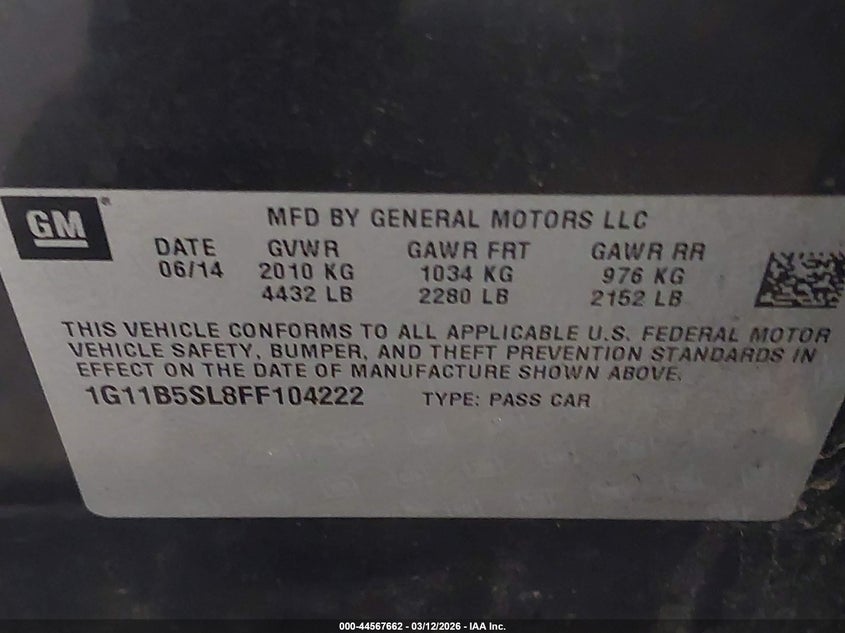 GM ®
MFD BY GENERAL MOTORS LLC
DATE GVWR GAWR FRT GAWR RR
06/14 2010 KG 1034 KG 976 KG
4432 LB 2280 LB 2152 LB
THIS VEHICLE CONFORMS TO ALL APPLICABLE U.S. FEDERAL MOTOR
VEHICLE SAFETY, BUMPER, AND THEFT PREVENTION STANDARDS IN
EFFECT ON THE DATE OF MANUFACTURE SHOWN ABOVE.
1G11B5SL8FF104222 TYPE: PASS CAR
000-44567662 - 03/12/2026 - IAA Inc.